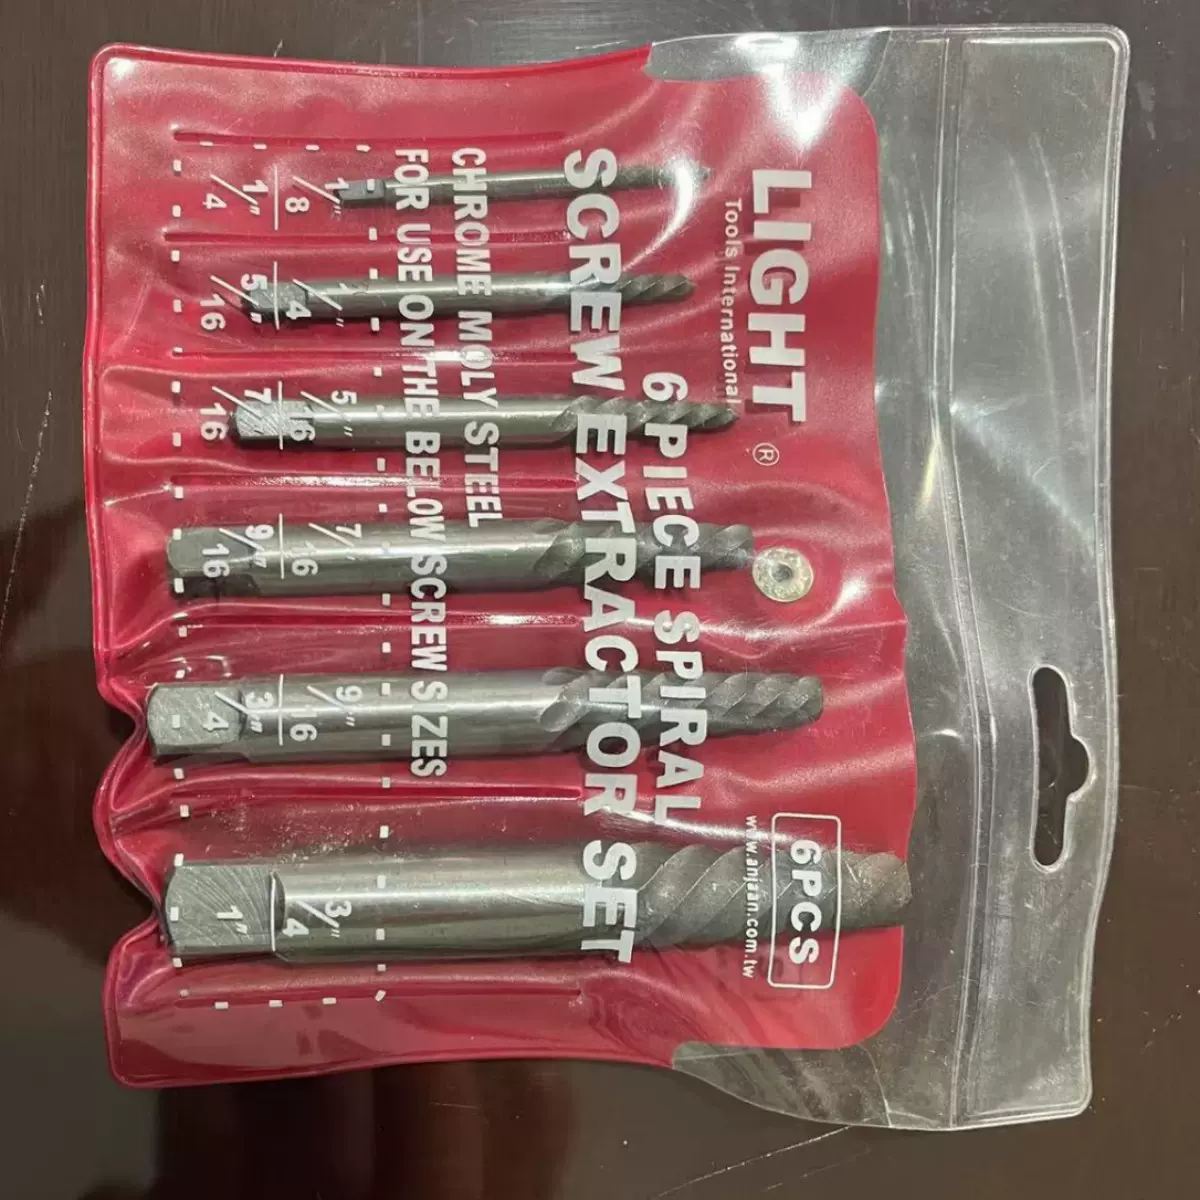 LIGHT ®
Tools International
6PCS
www.anjaan.com.tw
6 PIECE SPIRAL
SCREW EXTRACTOR SET
CHROME MOLY STEEL
FOR USE ON THE BELOW SCREW SIZES
1/8" 1/4" 5/16" 7/16" 9/16" 3/4"
1/4" 5/16" 7/16" 9/16" 3/4" 1"